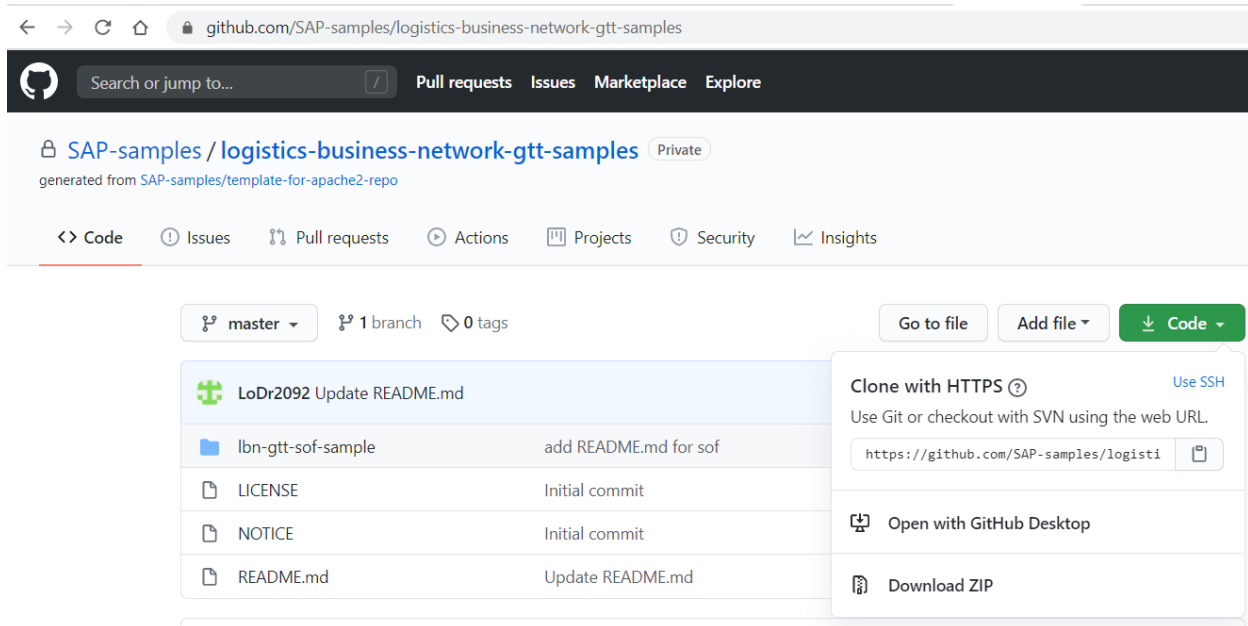 github.com/SAP-samples/logistics-business-network-gtt-samples
Search or jump to... / Pull requests Issues Marketplace Explore
SAP-samples / logistics-business-network-gtt-samples Private
generated from SAP-samples/template-for-apache2-repo
<> Code Issues Pull requests Actions Projects Security Insights
master 1 branch 0 tags Go to file Add file Code
LoDr2092 Update README.md
lbn-gtt-sof-sample add README.md for sof
LICENSE Initial commit
NOTICE Initial commit
README.md Update README.md
Clone with HTTPS ? Use SSH
Use Git or checkout with SVN using the web URL.
https://github.com/SAP-samples/logisti
Open with GitHub Desktop
Download ZIP